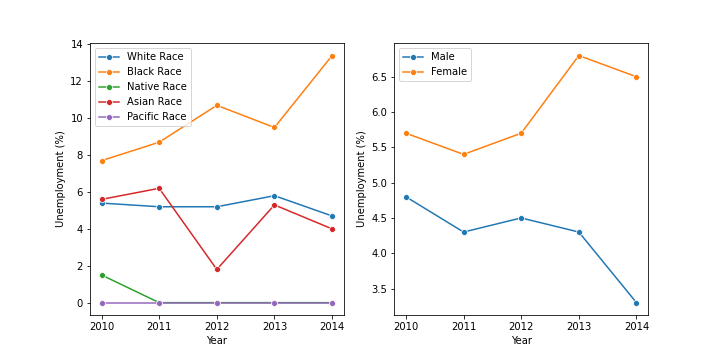 14
12
10
8
6
4
2
0
Unemployment (%)
White Race
Black Race
Native Race
Asian Race
Pacific Race
2010 2011 2012 2013 2014
Year
6.5
6.0
5.5
5.0
4.5
4.0
3.5
Unemployment (%)
Male
Female
2010 2011 2012 2013 2014
Year